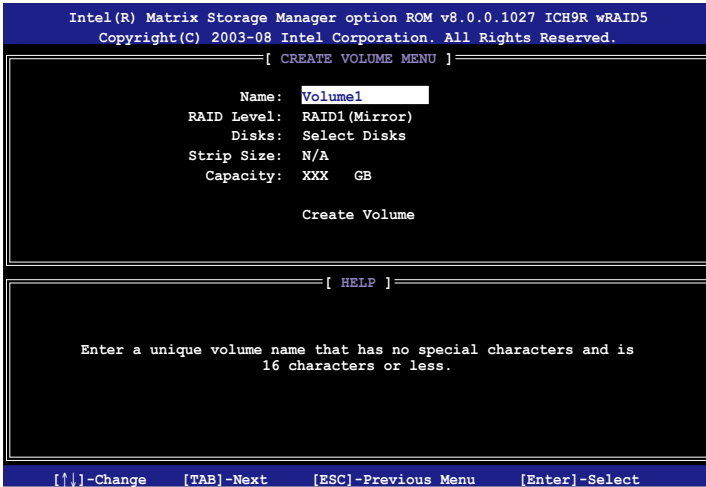 Intel(R) Matrix Storage Manager option ROM v8.0.0.1027 ICH9R wRAID5
Copyright(C) 2003-08 Intel Corporation. All Rights Reserved.
[ CREATE VOLUME MENU ]
Name: Volume1
RAID Level: RAID1(Mirror)
Disks: Select Disks
Strip Size: N/A
Capacity: XXX GB
Create Volume
[ HELP ]
Enter a unique volume name that has no special characters and is
16 characters or less.
[↑↓]-Change [TAB]-Next [ESC]-Previous Menu [Enter]-Select